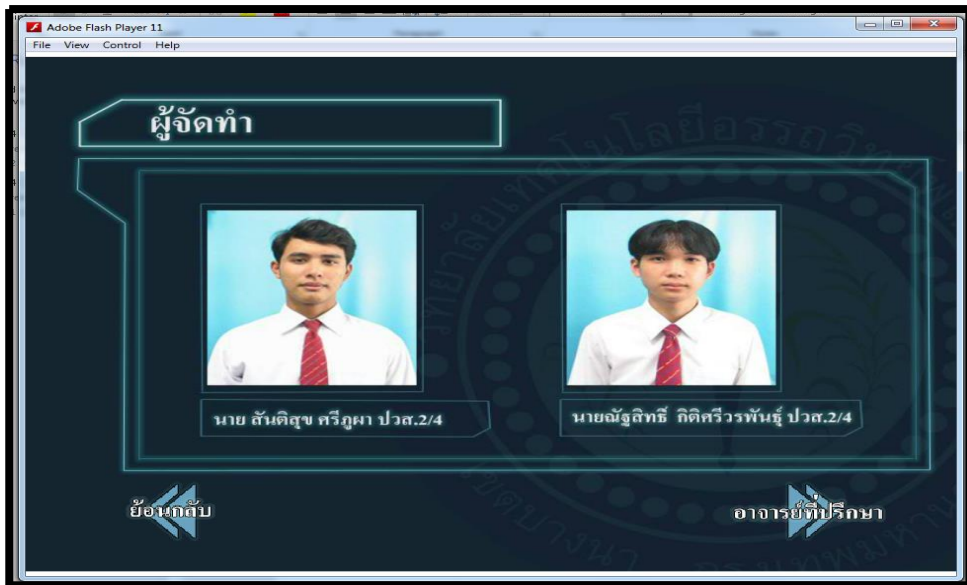 Adobe Flash Player 11
File View Control Help
ผู้จัดทำ
นาย สันติสุข ศรีภูผา ปวส.2/4
นายณัฐสิทธิ์ กิติศรีวรพันธุ์ ปวส.2/4
ย้อนกลับ
อาจารย์ที่ปรึกษา